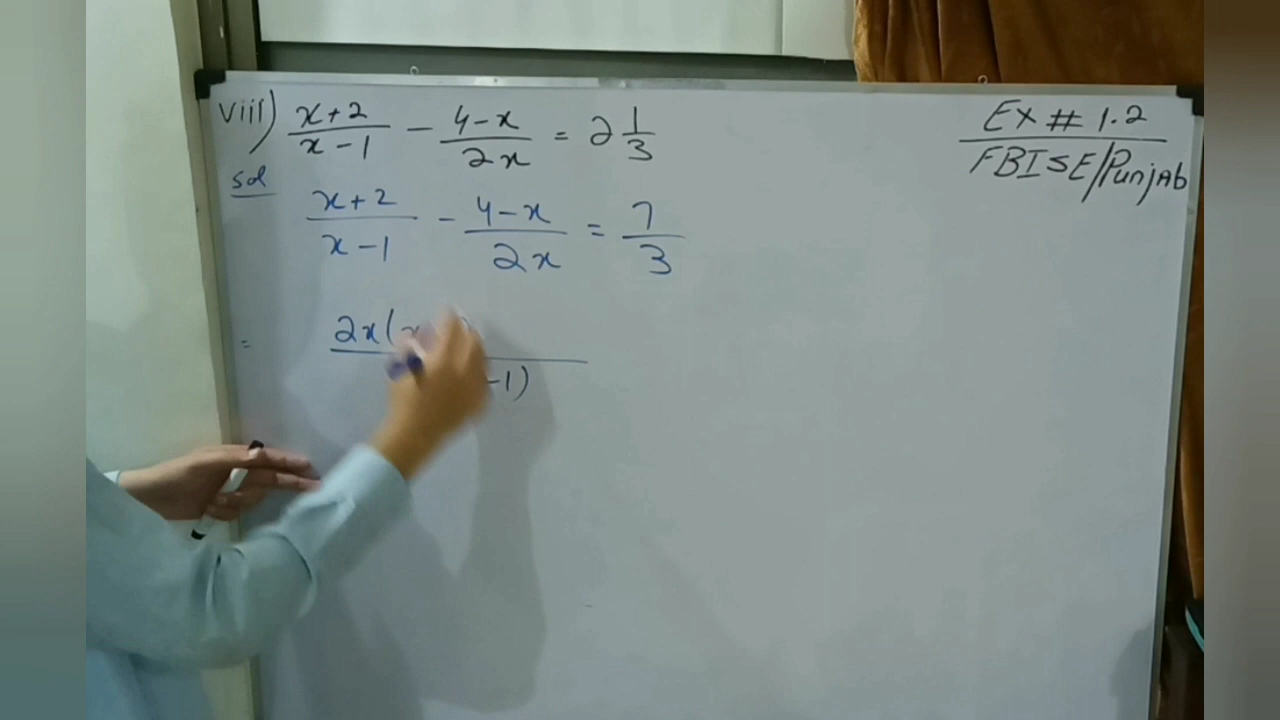 viii) x+2/x-1 - 4-x/2x = 2 1/3
Ex # 1.2
FBISE/Punjab
sol
x+2/x-1 - 4-x/2x = 7/3
= 2x(x
-1)